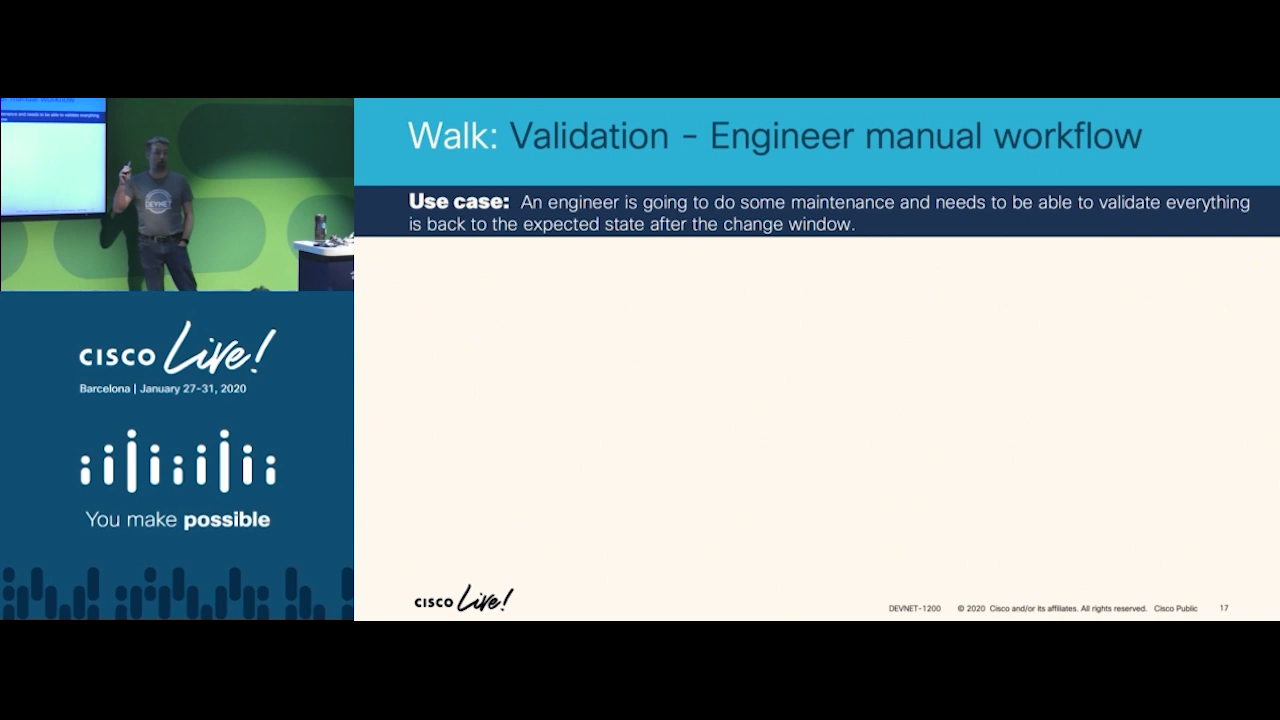 Walk: Validation - Engineer manual workflow
Use case: An engineer is going to do some maintenance and needs to be able to validate everything
is back to the expected state after the change window.
DEVNET
CISCO Live!
Barcelona | January 27-31, 2020
You make possible
CISCO Live!
DEVNET-1200 © 2020 Cisco and/or its affiliates. All rights reserved. Cisco Public 17